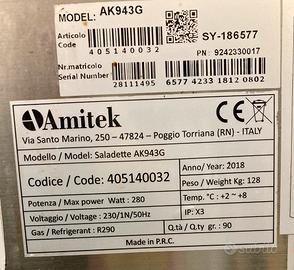 MODEL: AK943G
Articolo
Code
405140032
SY-186577
PN: 9242330017
Nr.matricolo
Serial Number
28111495 6577 4233 1812 0802
Amitek
Via Santo Marino, 250 - 47824 – Poggio Torriana (RN) - ITALY
Modello / Model: Saladette AK943G
Codice / Code: 405140032
Anno/ Year: 2018
Peso / Weight Kg: 128
Potenza / Max power Watt : 280
Temp. °C : +2 ~ +8
Voltaggio / Voltage : 230/1N/50Hz
IP: X3
Gas / Refrigerant : R290
Q.tà / Q.ty gr. : 90
Made in P.R.C.
subito